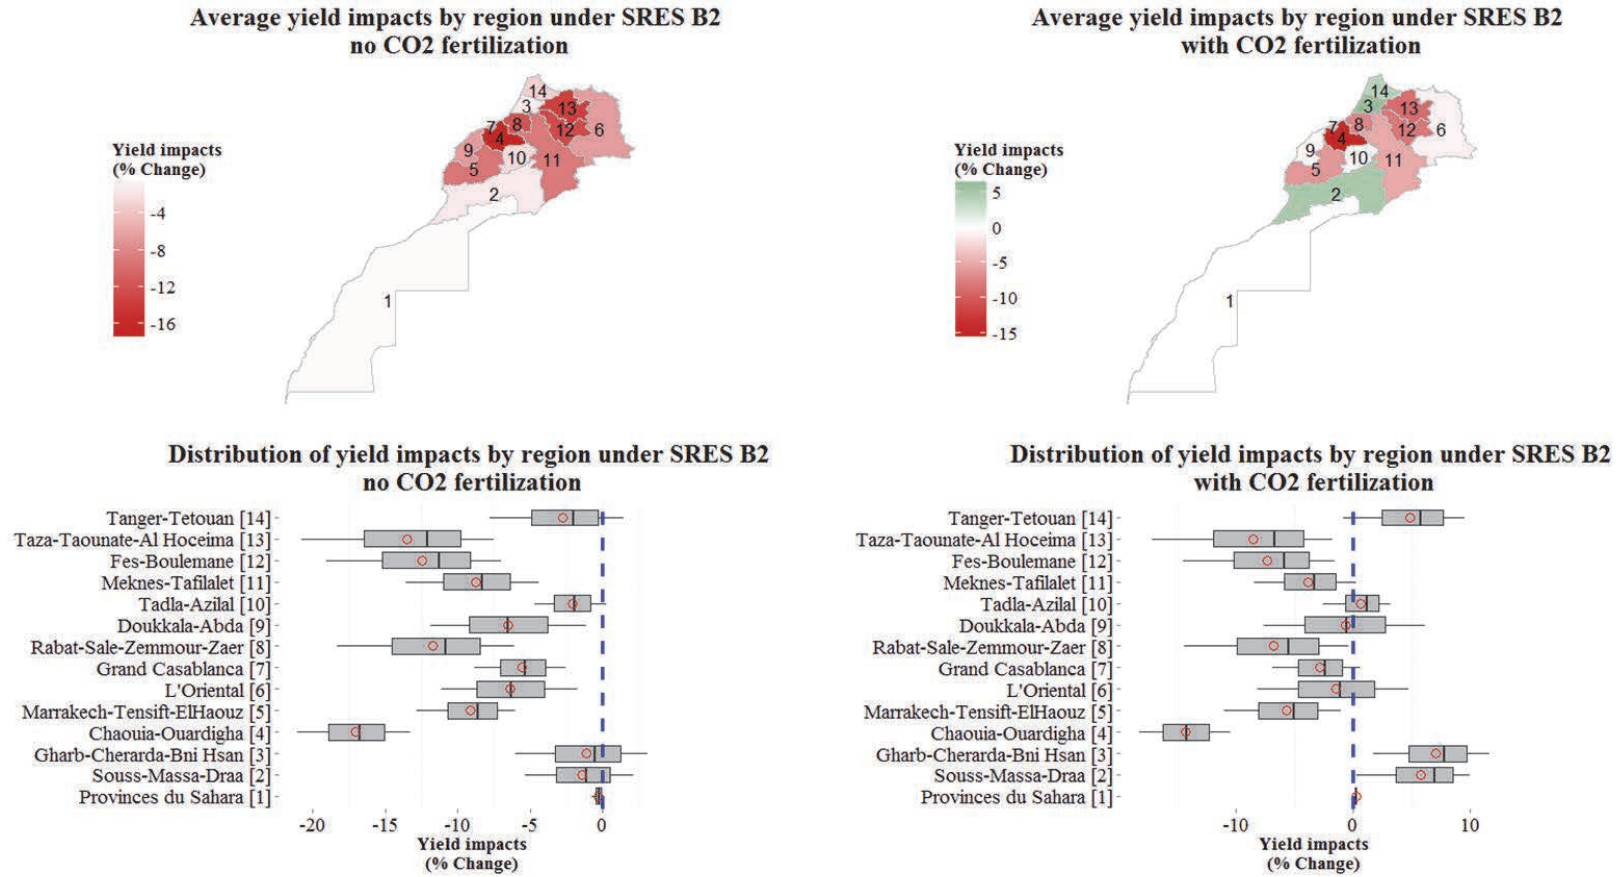 Average yield impacts by region under SRES B2
no CO2 fertilization
Yield impacts
(% Change)
-4
-8
-12
-16
14
3
13
7
8
4
12
6
9
10
11
5
2
1
Average yield impacts by region under SRES B2
with CO2 fertilization
Yield impacts
(% Change)
5
0
-5
-10
-15
14
3
13
7
8
4
12
6
9
10
11
5
2
1
Distribution of yield impacts by region under SRES B2
no CO2 fertilization
Tanger-Tetouan [14]
Taza-Taounate-Al Hoceima [13]
Fes-Boulemane [12]
Meknes-Tafilalet [11]
Tadla-Azilal [10]
Doukkala-Abda [9]
Rabat-Sale-Zemmour-Zaer [8]
Grand Casablanca [7]
L'Oriental [6]
Marrakech-Tensift-ElHaouz [5]
Chaouia-Ouardigha [4]
Gharb-Cherarda-Bni Hsan [3]
Souss-Massa-Draa [2]
Provinces du Sahara [1]
-20 -15 -10 -5 0
Yield impacts
(% Change)
Distribution of yield impacts by region under SRES B2
with CO2 fertilization
Tanger-Tetouan [14]
Taza-Taounate-Al Hoceima [13]
Fes-Boulemane [12]
Meknes-Tafilalet [11]
Tadla-Azilal [10]
Doukkala-Abda [9]
Rabat-Sale-Zemmour-Zaer [8]
Grand Casablanca [7]
L'Oriental [6]
Marrakech-Tensift-ElHaouz [5]
Chaouia-Ouardigha [4]
Gharb-Cherarda-Bni Hsan [3]
Souss-Massa-Draa [2]
Provinces du Sahara [1]
-10 0 10
Yield impacts
(% Change)